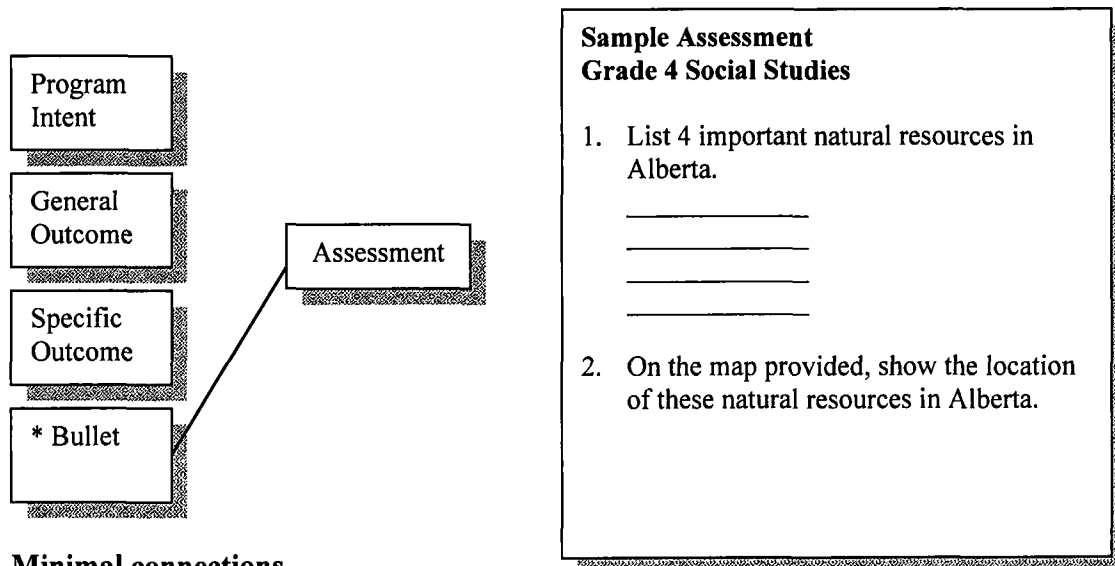 Program
Intent
General
Outcome
Specific
Outcome
* Bullet
Assessment
Minimal connections
Sample Assessment
Grade 4 Social Studies
1. List 4 important natural resources in
Alberta.
2. On the map provided, show the location
of these natural resources in Alberta.